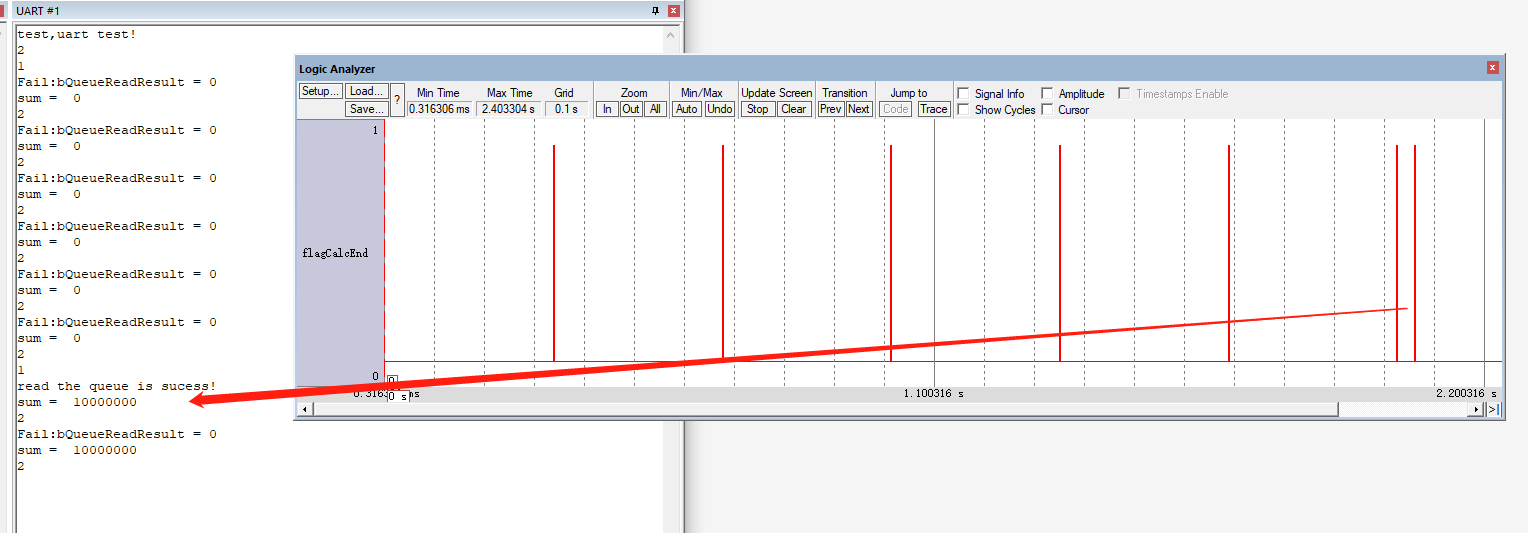 UART #1
test,uart test!
2
1
Fail:bQueueReadResult = 0
sum =  0
2
Fail:bQueueReadResult = 0
sum =  0
2
Fail:bQueueReadResult = 0
sum =  0
2
Fail:bQueueReadResult = 0
sum =  0
2
Fail:bQueueReadResult = 0
sum =  0
2
Fail:bQueueReadResult = 0
sum =  0
2
1
read the queue is sucess!
sum =  10000000
2
Fail:bQueueReadResult = 0
sum =  10000000
2
Logic Analyzer
Setup... Load... ? Min Time Max Time Grid Zoom Min/Max Update Screen Transition Jump to Signal Info Amplitude Timestamps Enable
Save... 0.316306 ms 2.403304 s 0.1 s In Out All Auto Undo Stop Clear Prev Next Code Trace Show Cycles Cursor
1
flagCalcEnd
0
0
0 s
1.100316 s 2.200316 s